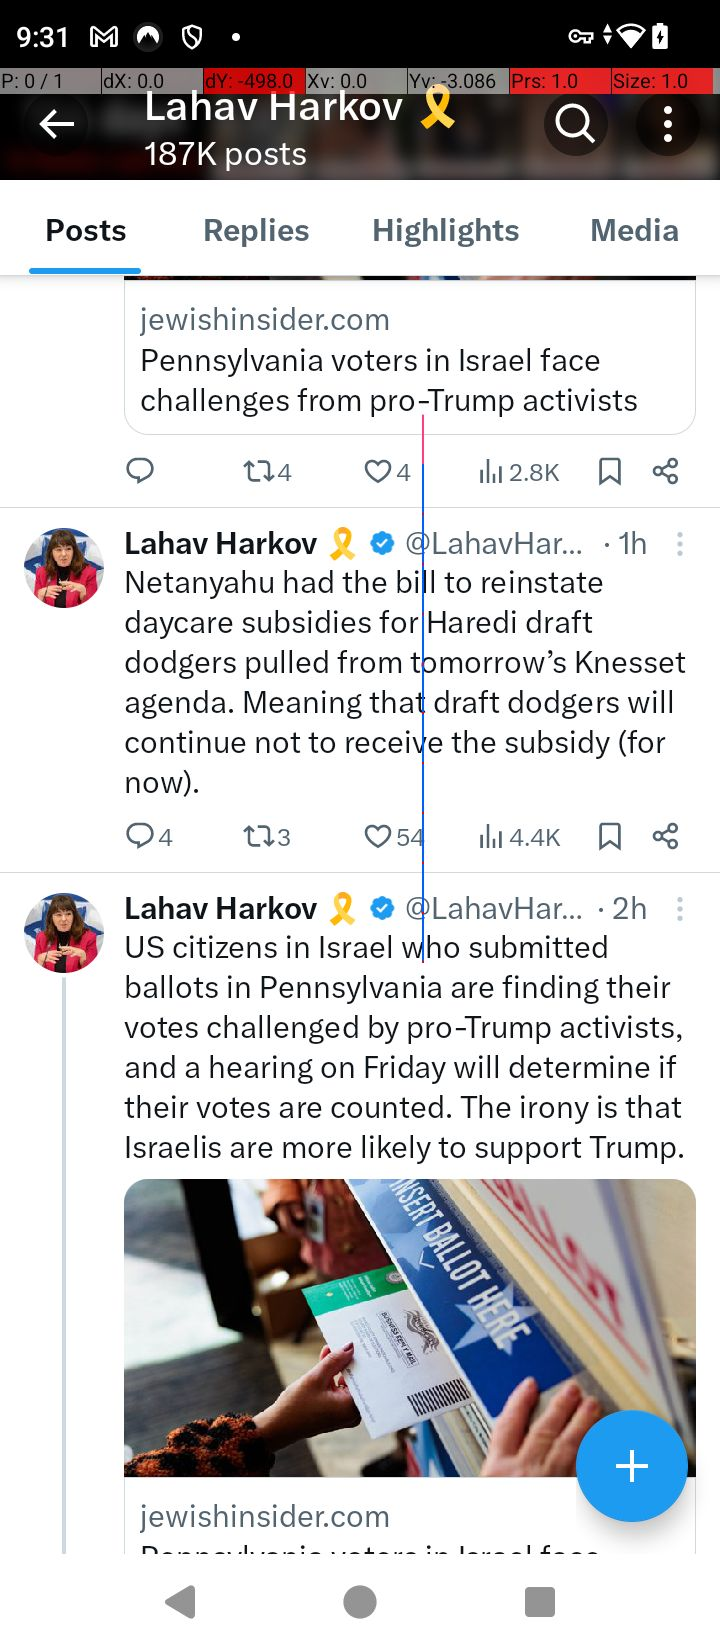 9:31
P: 0 / 1 dX: 0.0 dY: -498.0 Xv: 0.0 Yv: -3.086 Prs: 1.0 Size: 1.0
Lahav Harkov 🎗️
187K posts
Posts Replies Highlights Media
jewishinsider.com
Pennsylvania voters in Israel face
challenges from pro-Trump activists
4 4 2.8K
Lahav Harkov 🎗️ @LahavHar... · 1h
Netanyahu had the bill to reinstate
daycare subsidies for Haredi draft
dodgers pulled from tomorrow’s Knesset
agenda. Meaning that draft dodgers will
continue not to receive the subsidy (for
now).
4 3 54 4.4K
Lahav Harkov 🎗️ @LahavHar... · 2h
US citizens in Israel who submitted
ballots in Pennsylvania are finding their
votes challenged by pro-Trump activists,
and a hearing on Friday will determine if
their votes are counted. The irony is that
Israelis are more likely to support Trump.
INSERT BALLOT HERE
BALLOT
BUSINESS REPLY MAIL
jewishinsider.com
Pennsylvania voters in Israel face